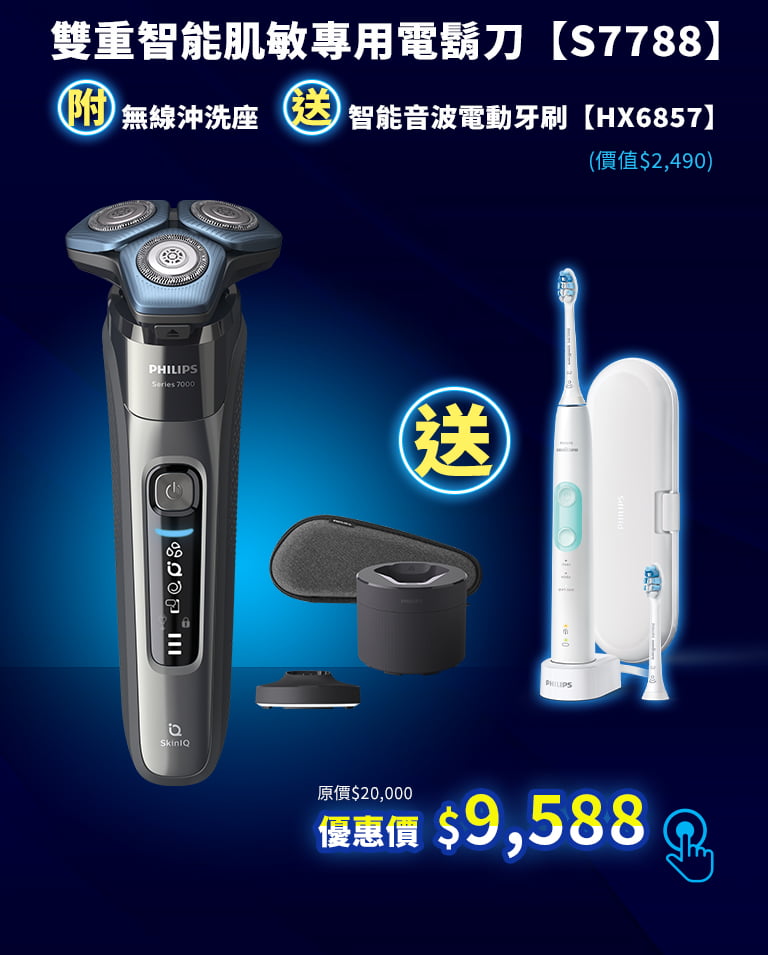 雙重智能肌敏專用電鬍刀【S7788】
附 無線沖洗座 送 智能音波電動牙刷【HX6857】
(價值$2,490)
PHILIPS
Series 7000
送
PHILIPS
PHILIPS
SkinIQ
原價$20,000
優惠價 $9,588